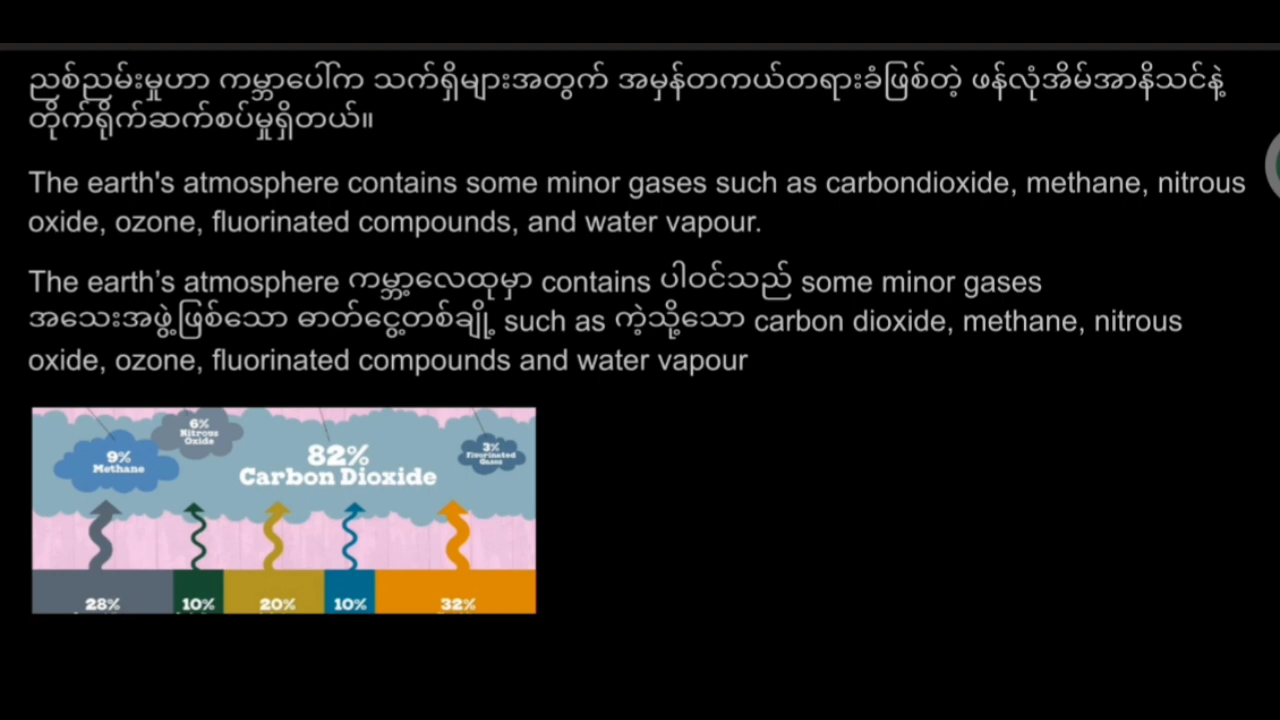 ညစ်ညမ်းမှုဟာ ကမ္ဘာပေါ်က သက်ရှိများအတွက် အမှန်တကယ်တရားခံဖြစ်တဲ့ ဖန်လုံအိမ်အာနိသင်နဲ့
တိုက်ရိုက်ဆက်စပ်မှုရှိတယ်။
The earth's atmosphere contains some minor gases such as carbondioxide, methane, nitrous
oxide, ozone, fluorinated compounds, and water vapour.
The earth’s atmosphere ကမ္ဘာ့လေထုမှာ contains ပါဝင်သည် some minor gases
အသေးအဖွဲ့ဖြစ်သော ဓာတ်ငွေ့တစ်ချို့ such as ကဲ့သို့သော carbon dioxide, methane, nitrous
oxide, ozone, fluorinated compounds and water vapour
6%
Nitrous
Oxide
9%
Methane
82%
Carbon Dioxide
3%
Fluorinated
Gases
28% 10% 20% 10% 32%